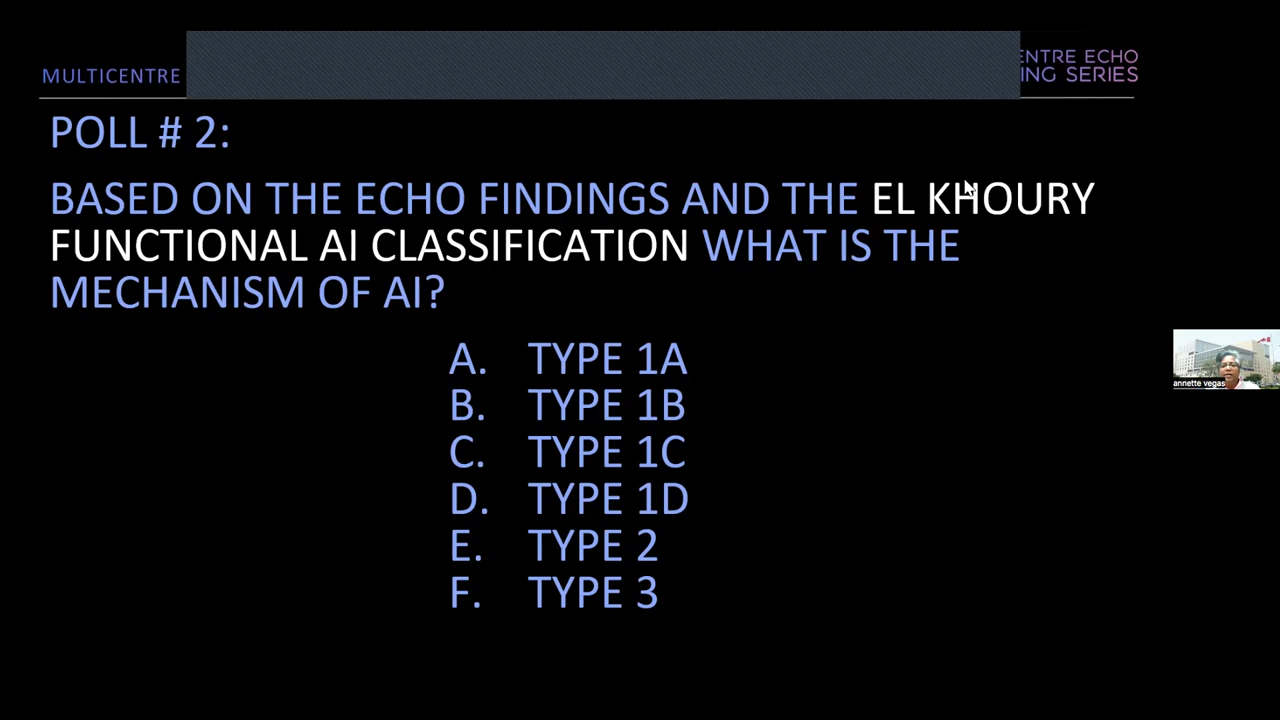 MULTICENTRE
ENTRE ECHO
ING SERIES
POLL # 2:
BASED ON THE ECHO FINDINGS AND THE EL KHOURY
FUNCTIONAL AI CLASSIFICATION WHAT IS THE
MECHANISM OF AI?
A. TYPE 1A
B. TYPE 1B
C. TYPE 1C
D. TYPE 1D
E. TYPE 2
F. TYPE 3
annette vegas